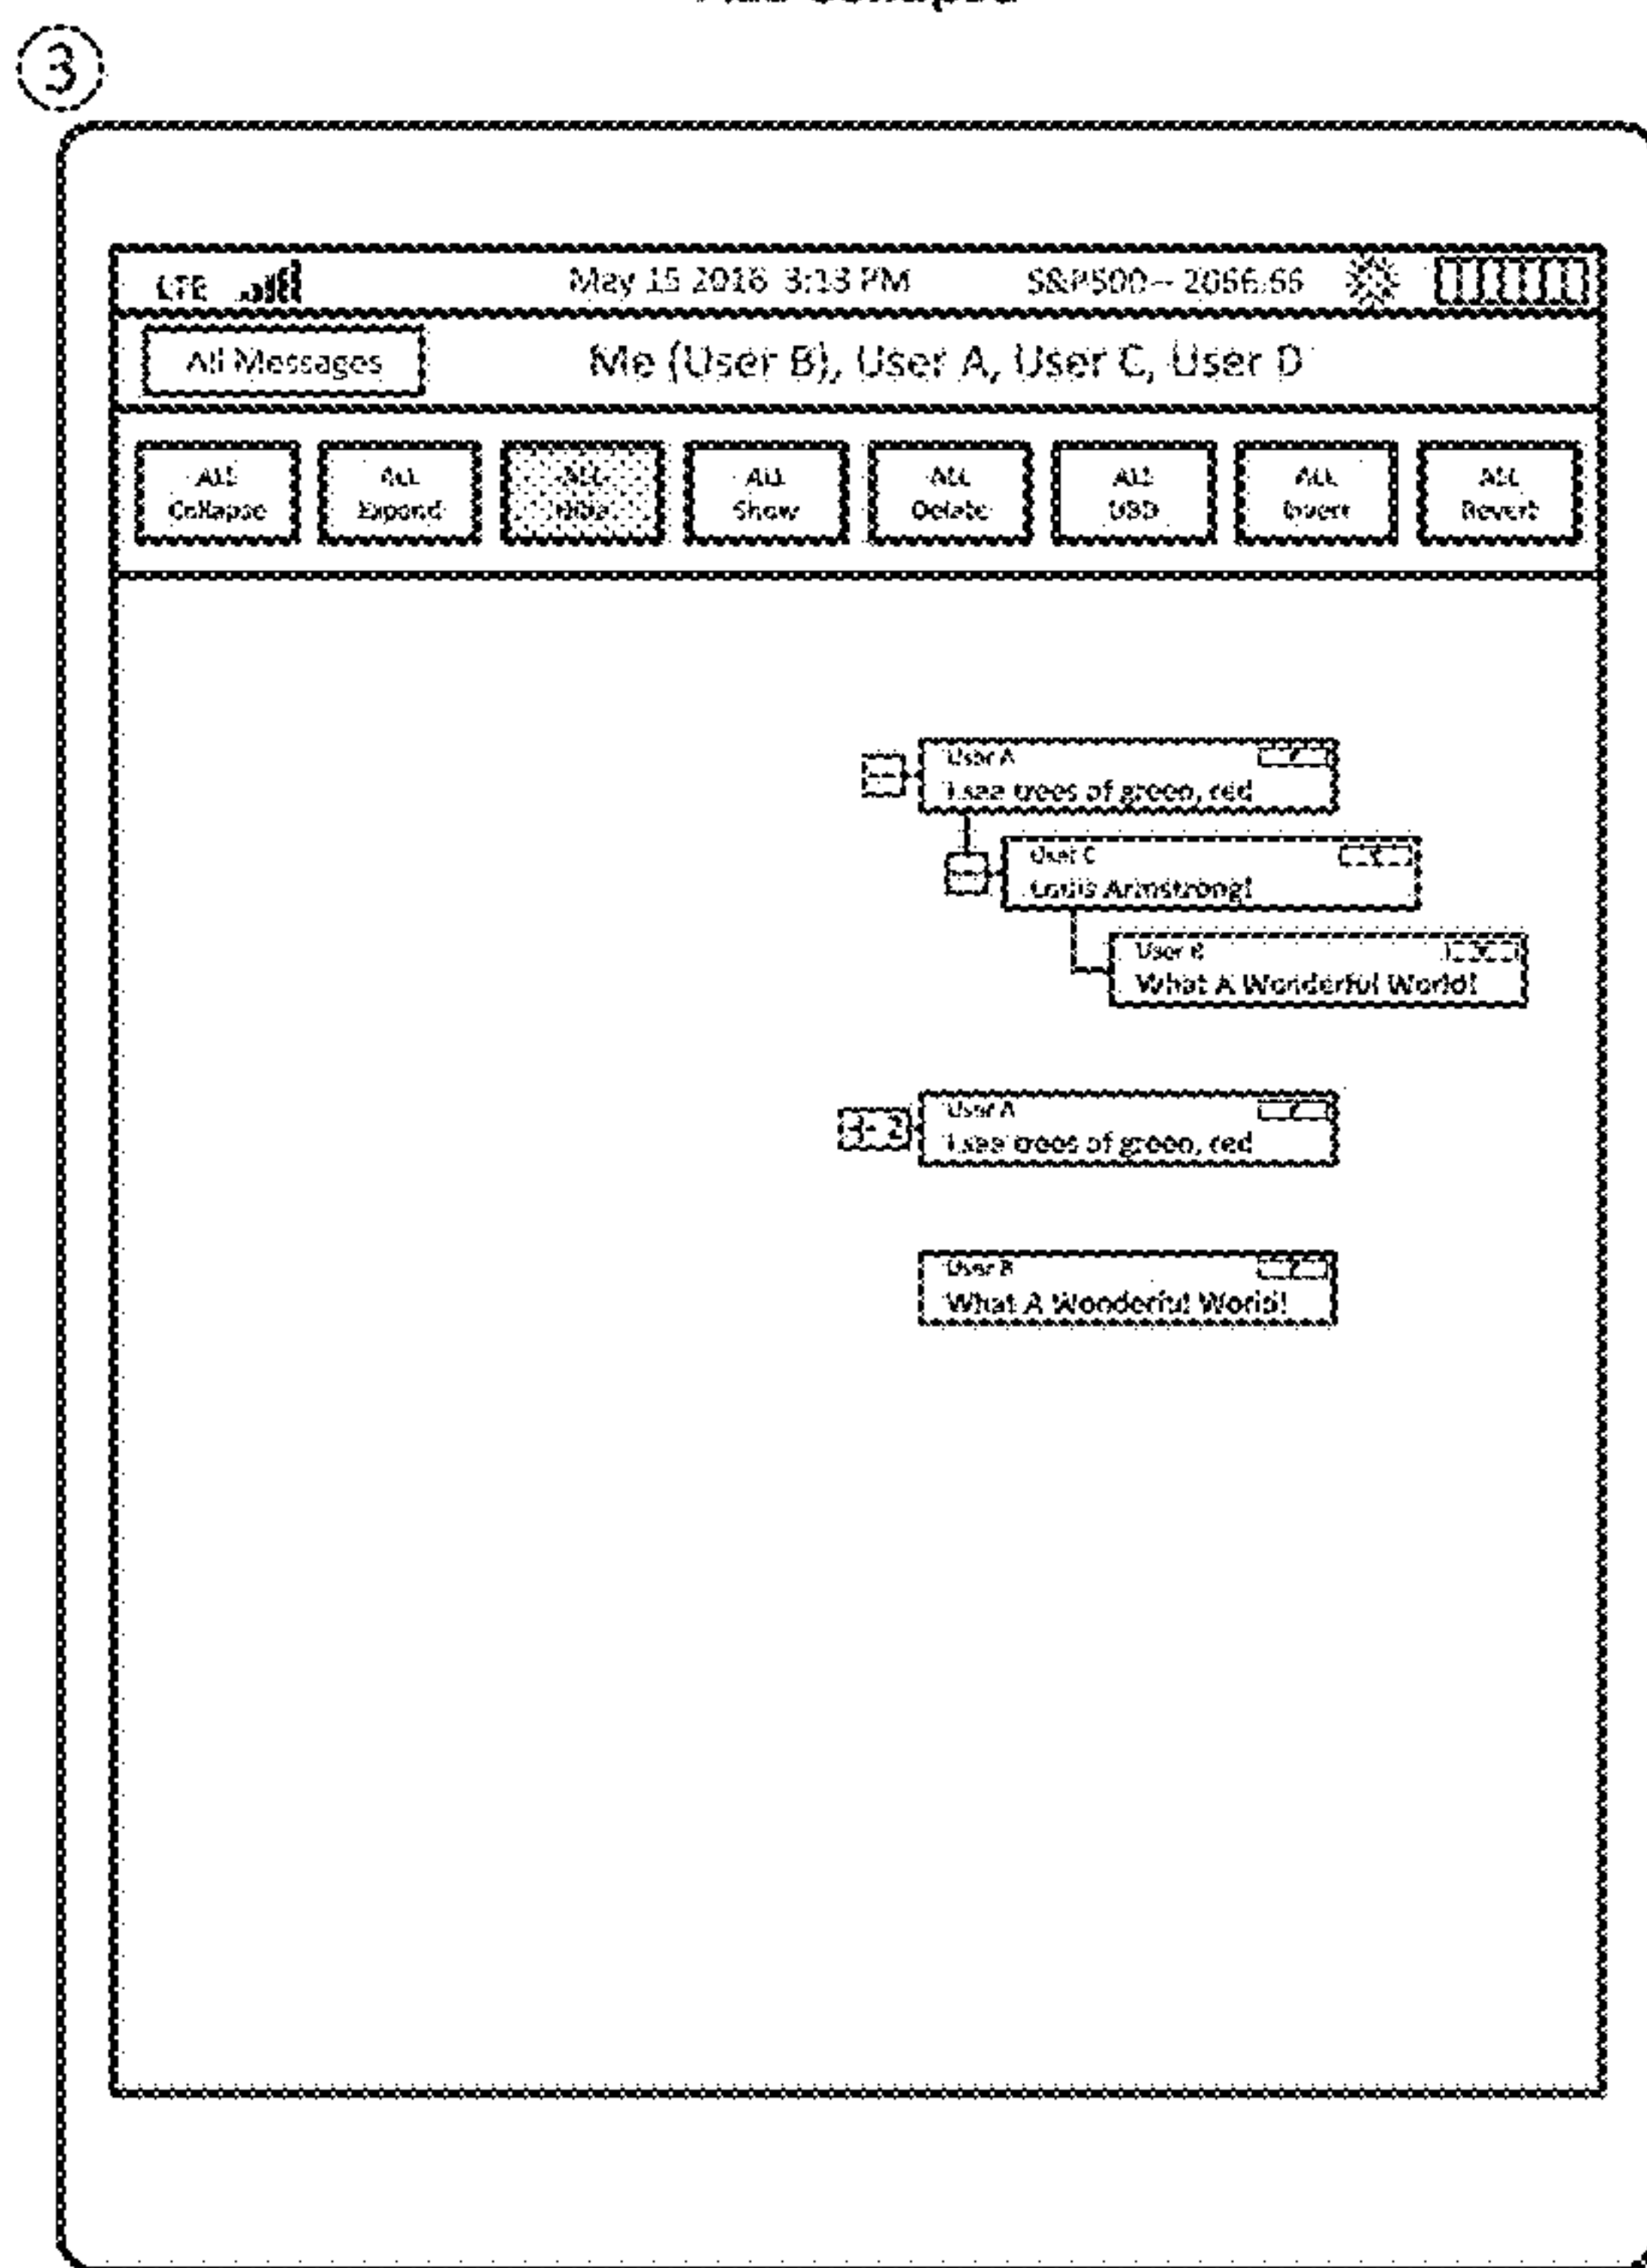 3
LTE May 15 2016 3:13 PM S&P500-- 2066.66
All Messages Me (User B), User A, User C, User D
ALL Collapse
ALL Expand
ALL Hide
ALL Show
ALL Delete
ALL
ALL Invert
ALL Revert
User A
I see trees of green, red
User C
Louis Armstrong!
User B
What A Wonderful World!
+ 2
User A
I see trees of green, red
User B
What A Wonderful World!